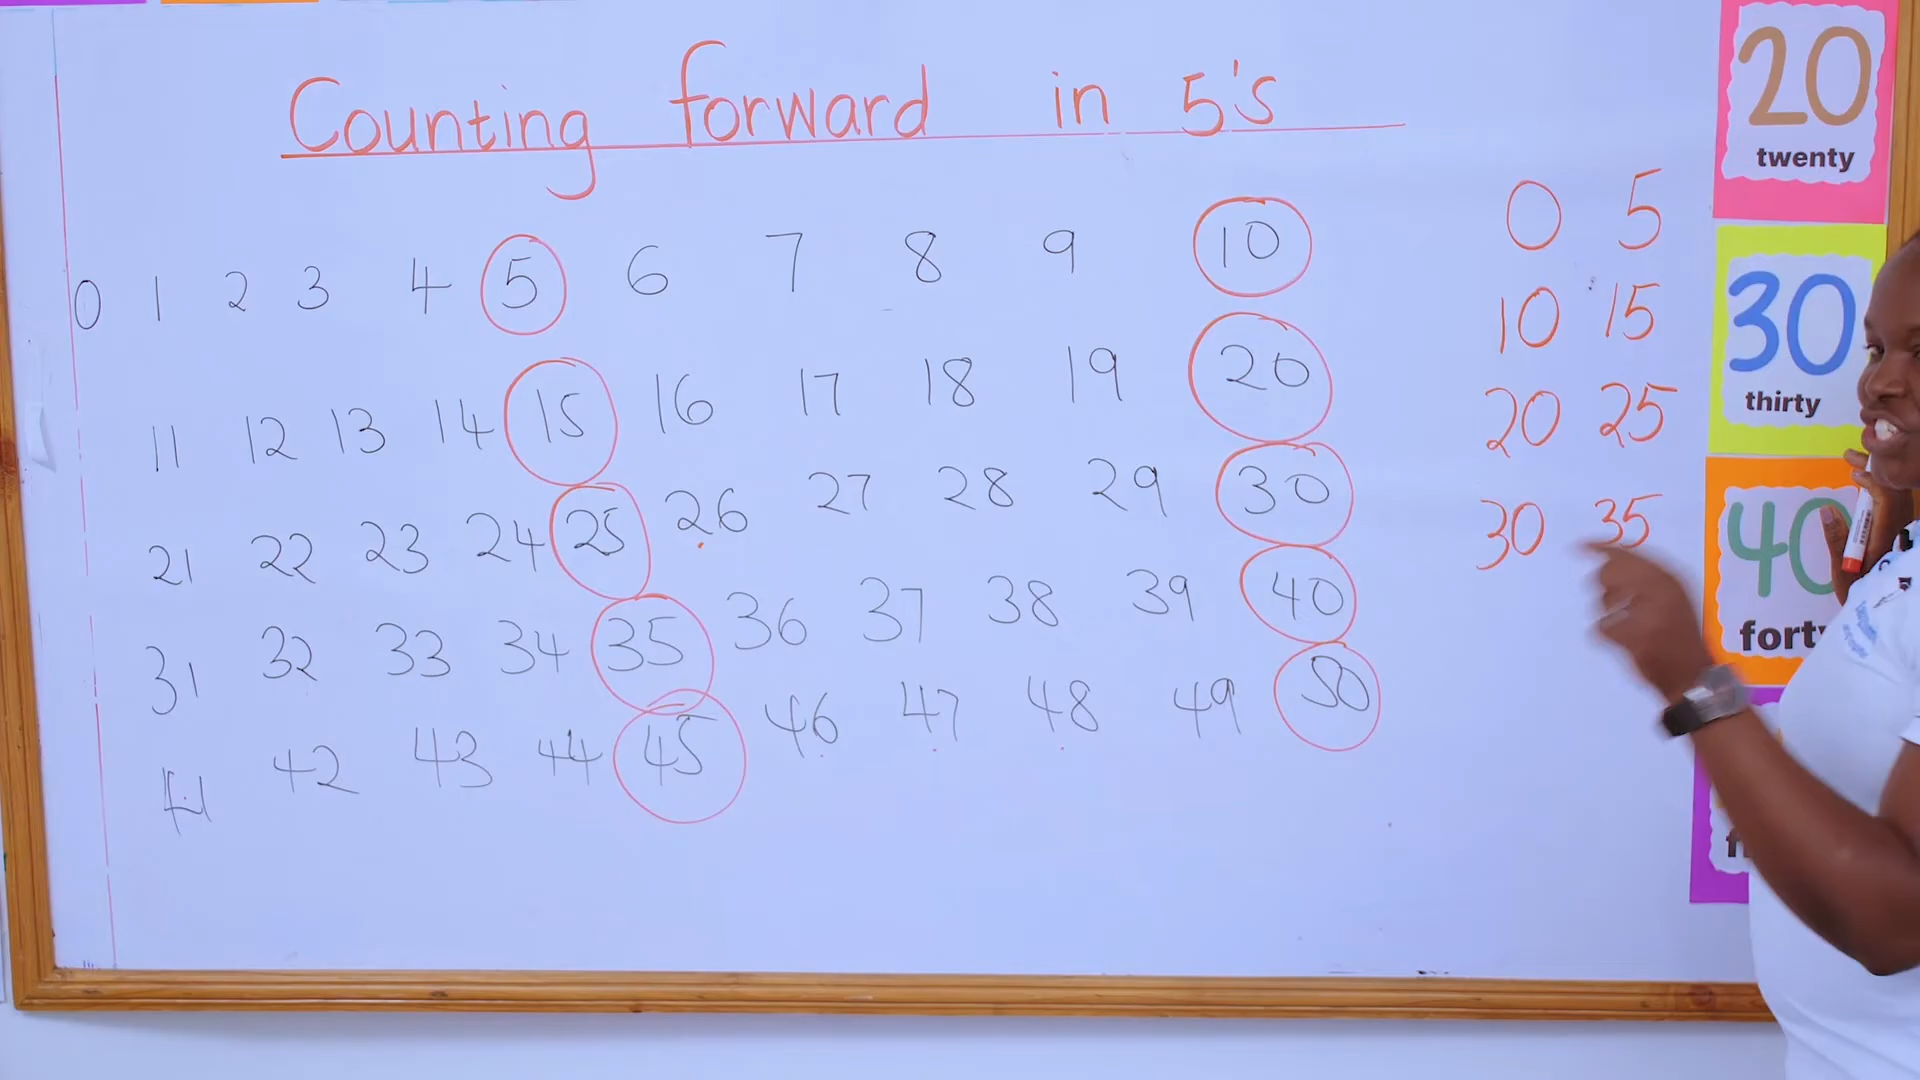 Counting forward in 5's
0 1 2 3 4 5 6 7 8 9 10
11 12 13 14 15 16 17 18 19 20
21 22 23 24 25 26 27 28 29 30
31 32 33 34 35 36 37 38 39 40
41 42 43 44 45 46 47 48 49 50
0 5
10 15
20 25
30 35
20
twenty
30
thirty
40
forty